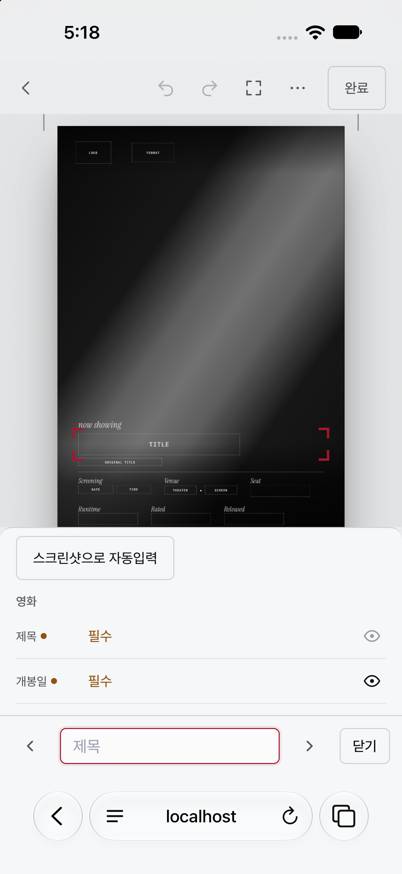 5:18
완료
LOGO
FORMAT
now showing
TITLE
ORIGINAL TITLE
Screening
Venue
Seat
DATE
TIME
THEATER
SCREEN
Runtime
Rated
Released
스크린샷으로 자동입력
영화
제목
필수
개봉일
필수
제목
닫기
localhost